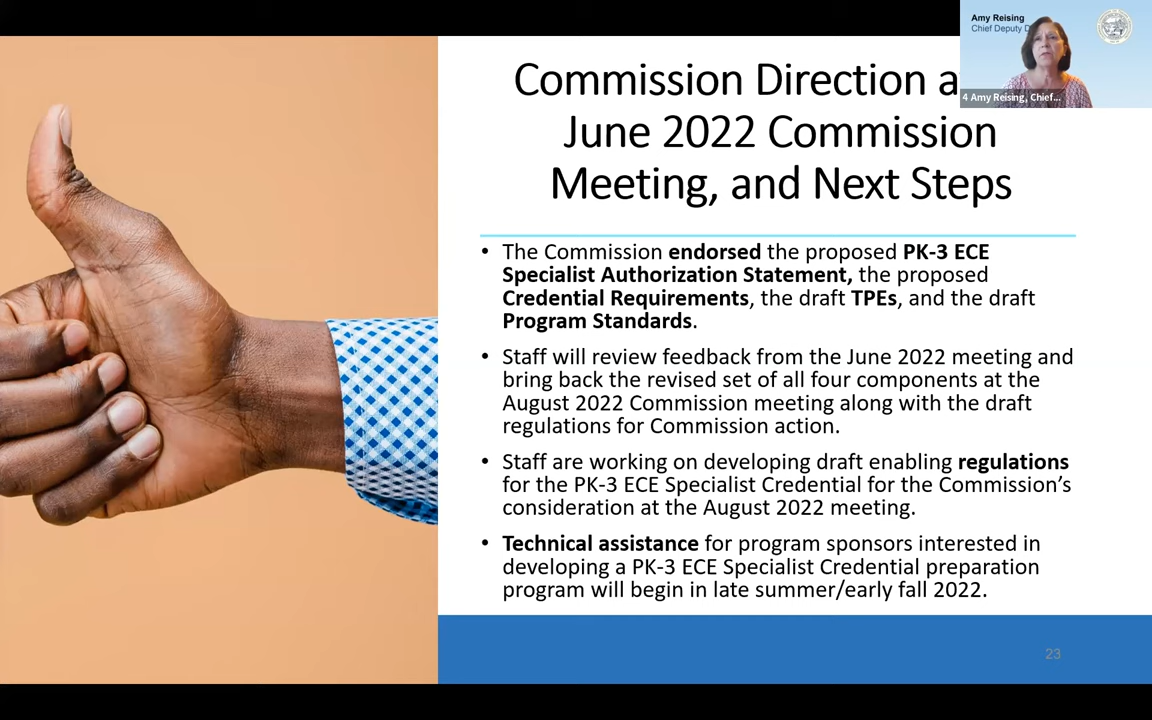 Amy Reising
Chief Deputy D
4 Amy Reising, Chief...
Commission Direction a
June 2022 Commission
Meeting, and Next Steps
• The Commission endorsed the proposed PK-3 ECE
Specialist Authorization Statement, the proposed
Credential Requirements, the draft TPEs, and the draft
Program Standards.
• Staff will review feedback from the June 2022 meeting and
bring back the revised set of all four components at the
August 2022 Commission meeting along with the draft
regulations for Commission action.
• Staff are working on developing draft enabling regulations
for the PK-3 ECE Specialist Credential for the Commission’s
consideration at the August 2022 meeting.
• Technical assistance for program sponsors interested in
developing a PK-3 ECE Specialist Credential preparation
program will begin in late summer/early fall 2022.
23